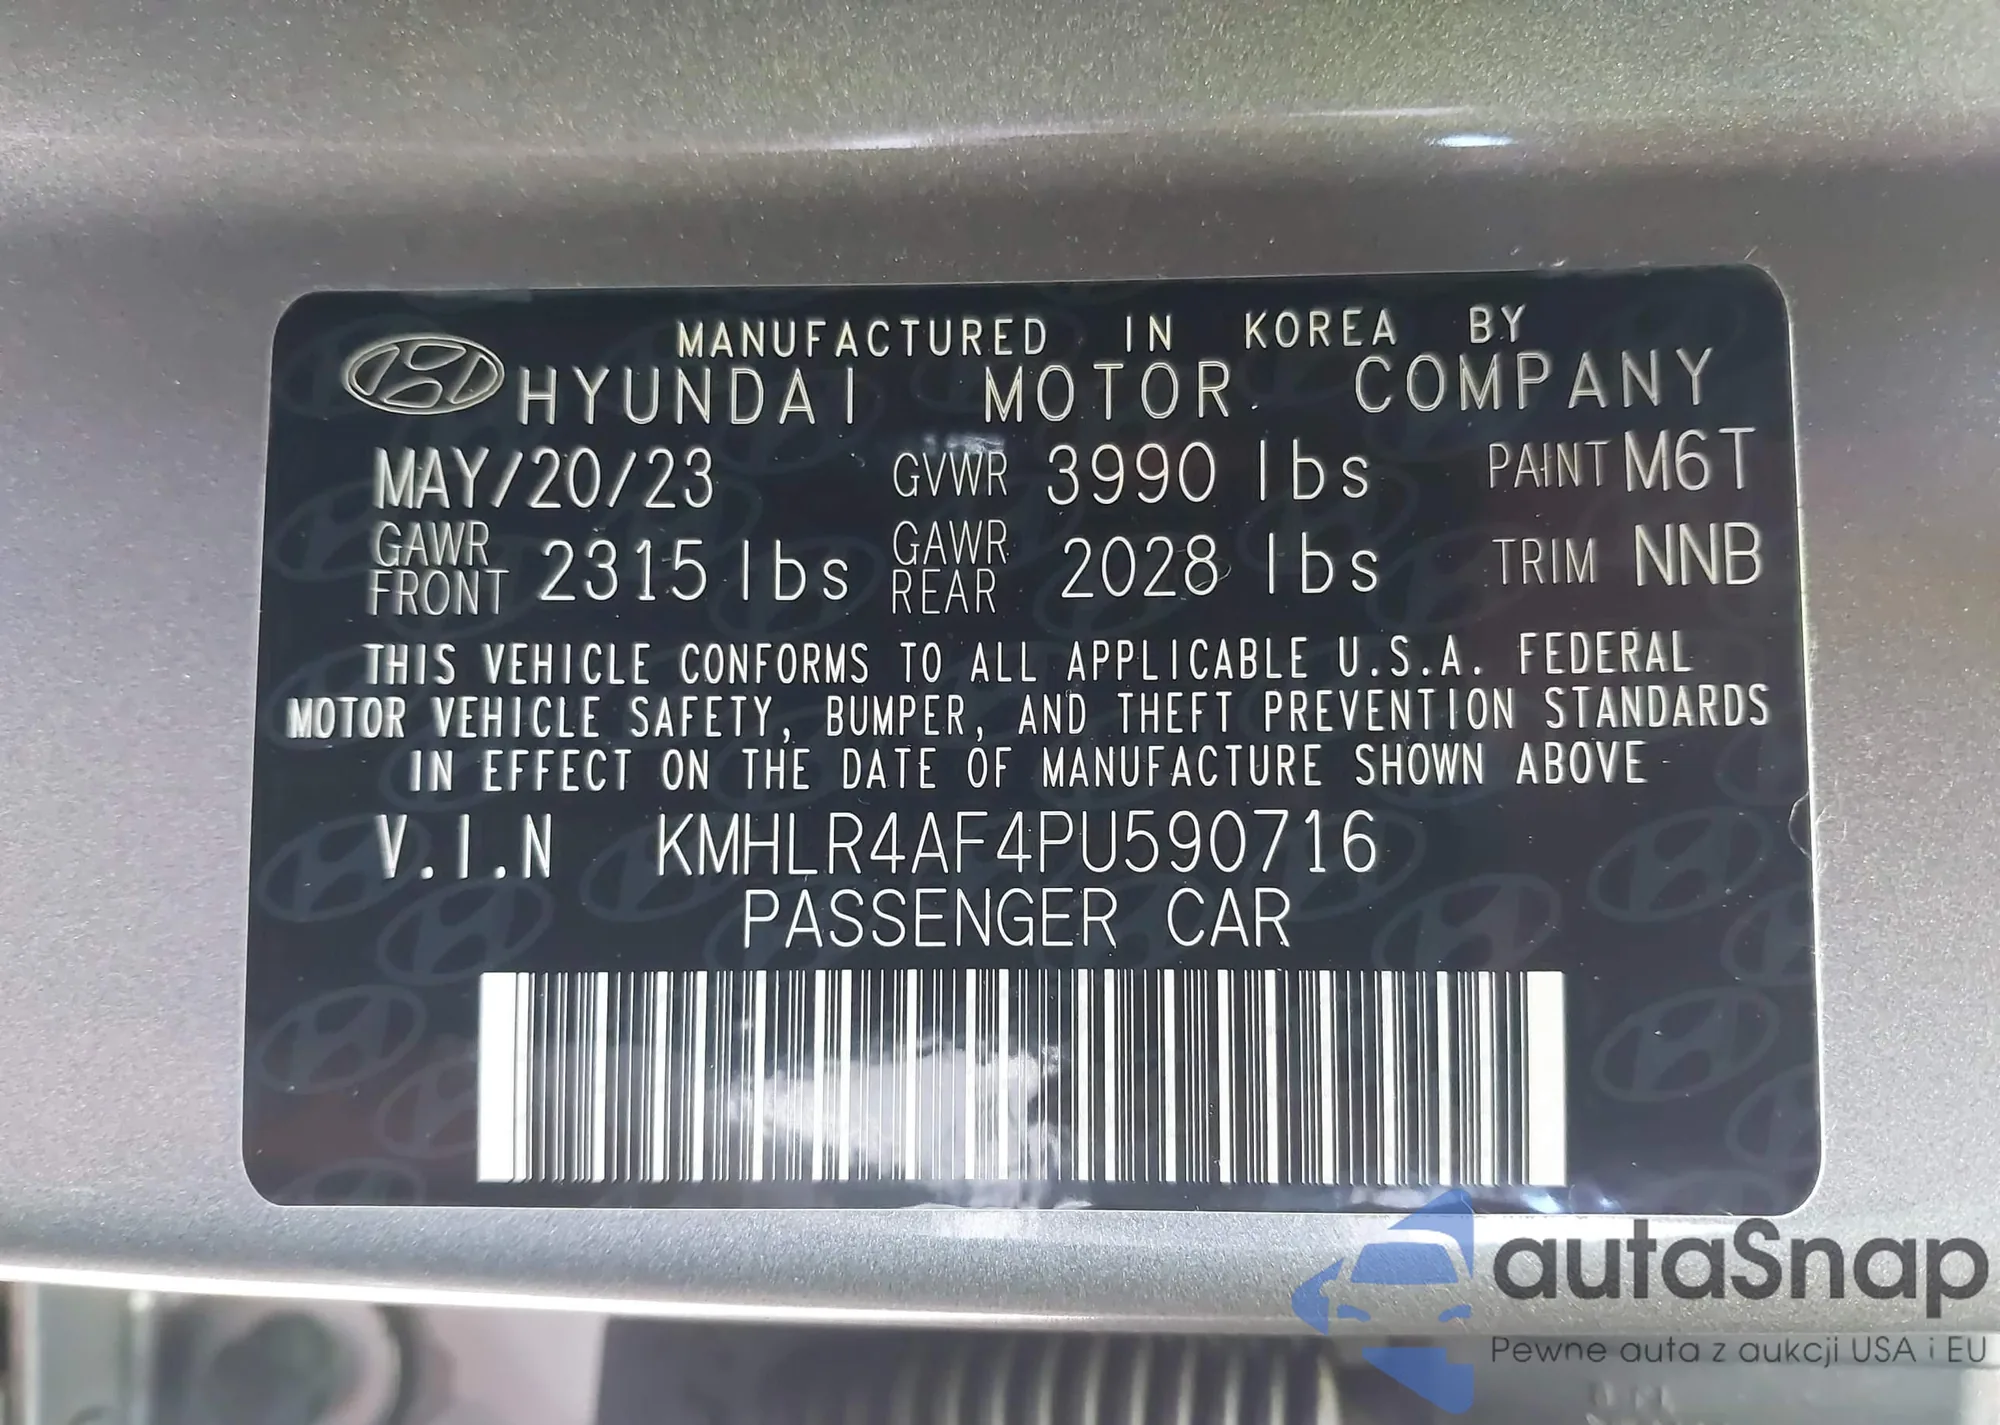 MANUFACTURED IN KOREA BY
HYUNDAI MOTOR COMPANY
MAY/20/23 GVWR 3990 lbs PAINT M6T
GAWR FRONT 2315 lbs GAWR REAR 2028 lbs TRIM NNB
THIS VEHICLE CONFORMS TO ALL APPLICABLE U.S.A. FEDERAL
MOTOR VEHICLE SAFETY, BUMPER, AND THEFT PREVENTION STANDARDS
IN EFFECT ON THE DATE OF MANUFACTURE SHOWN ABOVE
V.I.N KMHLR4AF4PU590716
PASSENGER CAR
autaSnap
Pewne auta z aukcji USA i EU